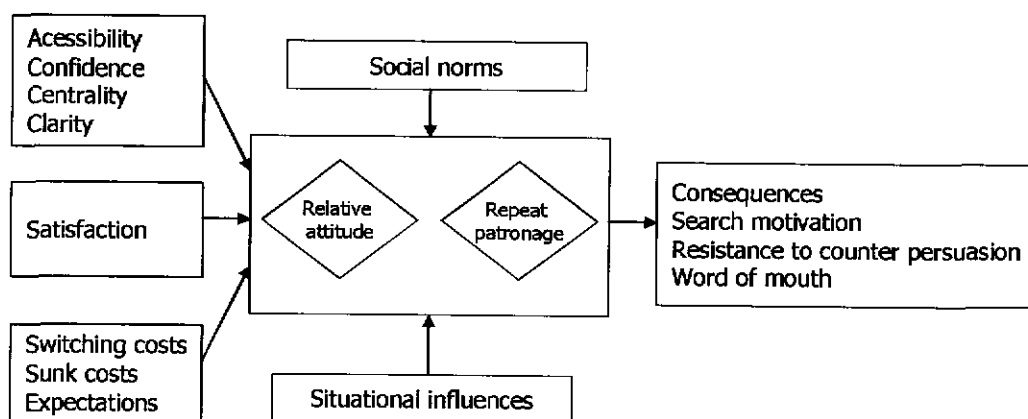 Acessibility
Confidence
Centrality
Clarity
Social norms
Satisfaction
Relative
attitude
Repeat
patronage
Consequences
Search motivation
Resistance to counter persuasion
Word of mouth
Switching costs
Sunk costs
Expectations
Situational influences